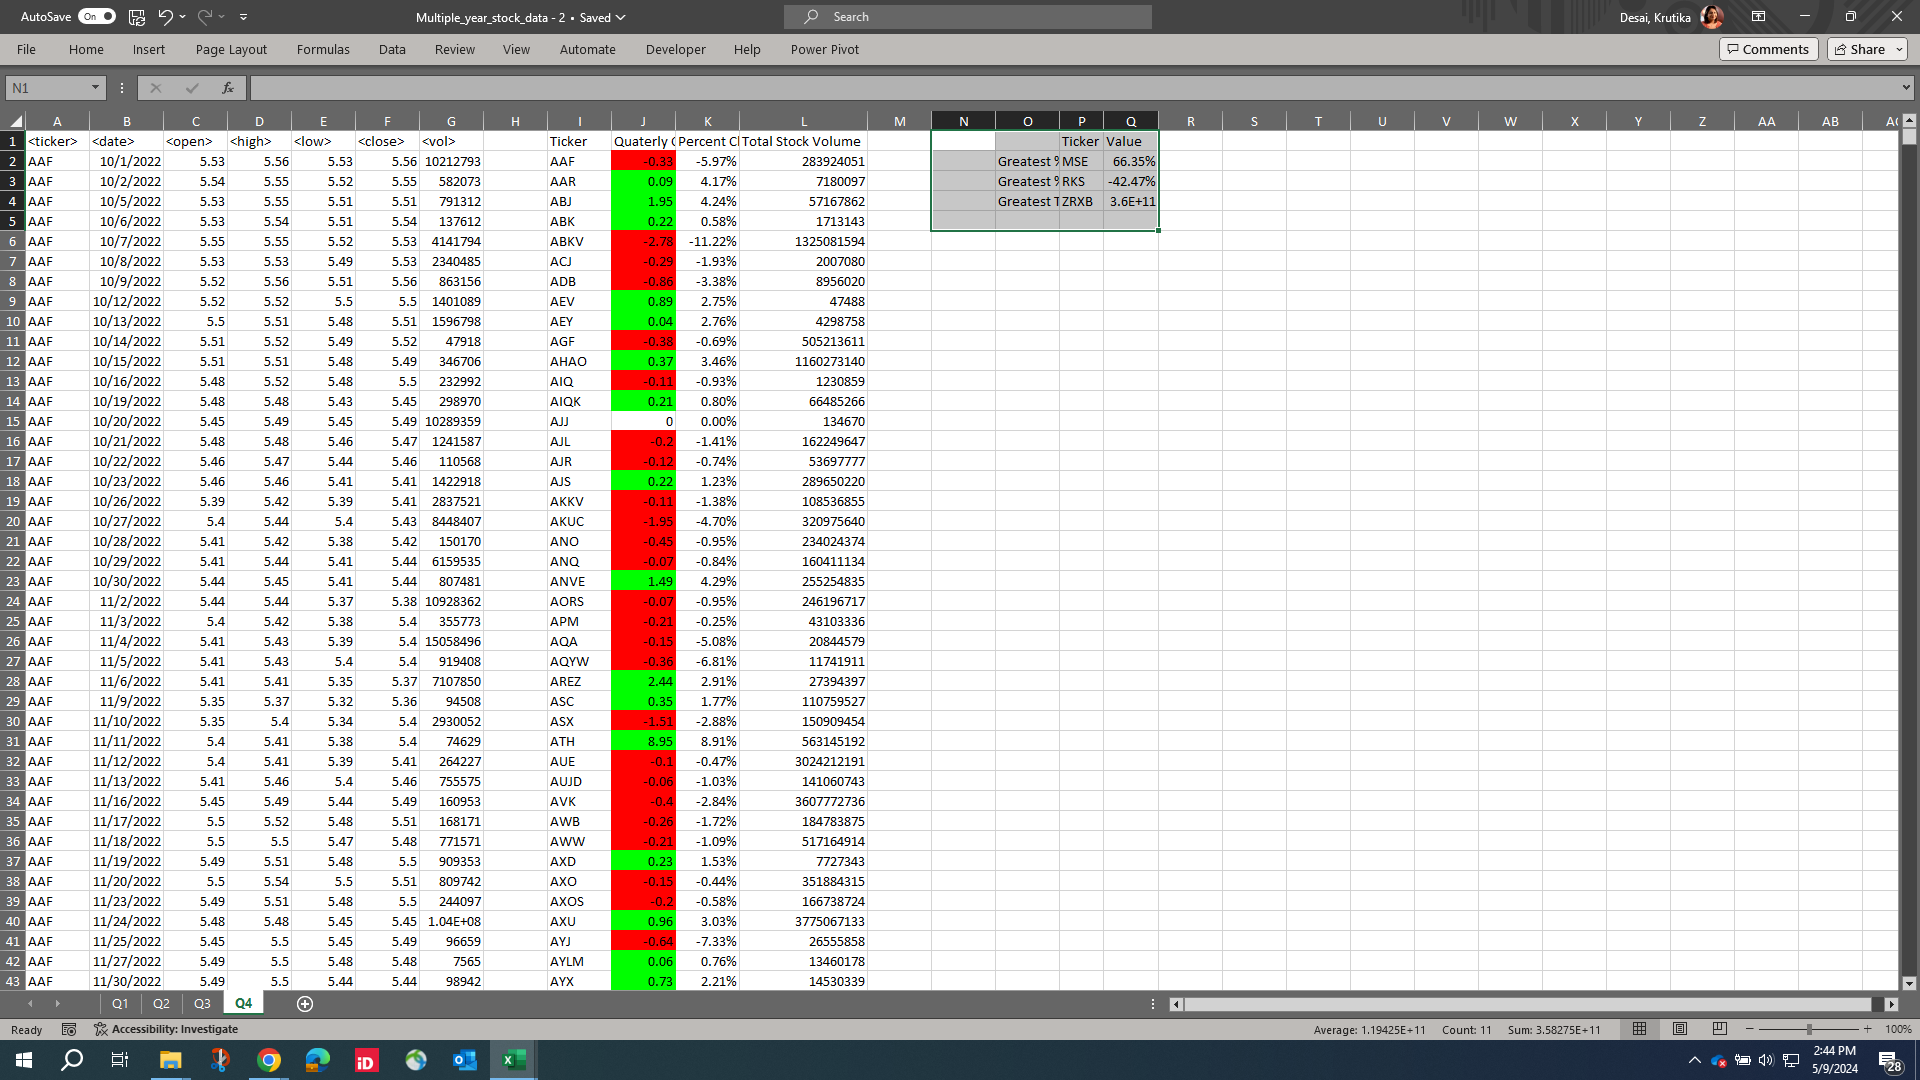 AutoSave On Multiple_year_stock_data - 2 • Saved Search Desai, Krutika
File Home Insert Page Layout Formulas Data Review View Automate Developer Help Power Pivot Comments Share
N1 fx
A B C D E F G H I J K L M N O P Q R S T U V W X Y Z AA AB AC
1 <ticker> <date> <open> <high> <low> <close> <vol> Ticker Quaterly C Percent Cl Total Stock Volume Ticker Value
2 AAF 10/1/2022 5.53 5.56 5.53 5.56 10212793 AAF -0.33 -5.97% 283924051 Greatest % MSE 66.35%
3 AAF 10/2/2022 5.54 5.55 5.52 5.55 582073 AAR 0.09 4.17% 7180097 Greatest % RKS -42.47%
4 AAF 10/5/2022 5.53 5.55 5.51 5.51 791312 ABJ 1.95 4.24% 57167862 Greatest T ZRXB 3.6E+11
5 AAF 10/6/2022 5.53 5.54 5.51 5.54 137612 ABK 0.22 0.58% 1713143
6 AAF 10/7/2022 5.55 5.55 5.52 5.53 4141794 ABKV -2.78 -11.22% 1325081594
7 AAF 10/8/2022 5.53 5.53 5.49 5.53 2340485 ACJ -0.29 -1.93% 2007080
8 AAF 10/9/2022 5.52 5.56 5.51 5.56 863156 ADB -0.86 -3.38% 8956020
9 AAF 10/12/2022 5.52 5.52 5.5 5.5 1401089 AEV 0.89 2.75% 47488
10 AAF 10/13/2022 5.5 5.51 5.48 5.51 1596798 AEY 0.04 2.76% 4298758
11 AAF 10/14/2022 5.51 5.52 5.49 5.52 47918 AGF -0.38 -0.69% 505213611
12 AAF 10/15/2022 5.51 5.51 5.48 5.49 346706 AHAO 0.37 3.46% 1160273140
13 AAF 10/16/2022 5.48 5.52 5.48 5.5 232992 AIQ -0.11 -0.93% 1230859
14 AAF 10/19/2022 5.48 5.48 5.43 5.45 298970 AIQK 0.21 0.80% 66485266
15 AAF 10/20/2022 5.45 5.49 5.45 5.49 10289359 AJJ 0 0.00% 134670
16 AAF 10/21/2022 5.48 5.48 5.46 5.47 1241587 AJL -0.2 -1.41% 162249647
17 AAF 10/22/2022 5.46 5.47 5.44 5.46 110568 AJR -0.12 -0.74% 53697777
18 AAF 10/23/2022 5.46 5.46 5.41 5.41 1422918 AJS 0.22 1.23% 289650220
19 AAF 10/26/2022 5.39 5.42 5.39 5.41 2837521 AKKV -0.11 -1.38% 108536855
20 AAF 10/27/2022 5.4 5.44 5.4 5.43 8448407 AKUC -1.95 -4.70% 320975640
21 AAF 10/28/2022 5.41 5.42 5.38 5.42 150170 ANO -0.45 -0.95% 234024374
22 AAF 10/29/2022 5.41 5.44 5.41 5.44 6159535 ANQ -0.07 -0.84% 160411134
23 AAF 10/30/2022 5.44 5.45 5.41 5.44 807481 ANVE 1.49 4.29% 255254835
24 AAF 11/2/2022 5.44 5.44 5.37 5.38 10928362 AORS -0.07 -0.95% 246196717
25 AAF 11/3/2022 5.4 5.42 5.38 5.4 355773 APM -0.21 -0.25% 43103336
26 AAF 11/4/2022 5.41 5.43 5.39 5.4 15058496 AQA -0.15 -5.08% 20844579
27 AAF 11/5/2022 5.41 5.43 5.4 5.4 919408 AQYW -0.36 -6.81% 11741911
28 AAF 11/6/2022 5.41 5.41 5.35 5.37 7107850 AREZ 2.44 2.91% 27394397
29 AAF 11/9/2022 5.35 5.37 5.32 5.36 94508 ASC 0.35 1.77% 110759527
30 AAF 11/10/2022 5.35 5.4 5.34 5.4 2930052 ASX -1.51 -2.88% 150909454
31 AAF 11/11/2022 5.4 5.41 5.38 5.4 74629 ATH 8.95 8.91% 563145192
32 AAF 11/12/2022 5.4 5.41 5.39 5.41 264227 AUE -0.1 -0.47% 3024212191
33 AAF 11/13/2022 5.41 5.46 5.4 5.46 755575 AUJD -0.06 -1.03% 141060743
34 AAF 11/16/2022 5.45 5.49 5.44 5.49 160953 AVK -0.4 -2.84% 3607772736
35 AAF 11/17/2022 5.5 5.52 5.48 5.51 168171 AWB -0.26 -1.72% 184783875
36 AAF 11/18/2022 5.5 5.5 5.47 5.48 771571 AWW -0.21 -1.09% 517164914
37 AAF 11/19/2022 5.49 5.51 5.48 5.5 909353 AXD 0.23 1.53% 7727343
38 AAF 11/20/2022 5.5 5.54 5.5 5.51 809742 AXO -0.15 -0.44% 351884315
39 AAF 11/23/2022 5.49 5.51 5.48 5.5 244097 AXOS -0.2 -0.58% 166738724
40 AAF 11/24/2022 5.48 5.48 5.45 5.45 1.04E+08 AXU 0.96 3.03% 3775067133
41 AAF 11/25/2022 5.45 5.5 5.45 5.49 96659 AYJ -0.64 -7.33% 26555858
42 AAF 11/27/2022 5.49 5.5 5.48 5.48 7565 AYLM 0.06 0.76% 13460178
43 AAF 11/30/2022 5.49 5.5 5.44 5.44 98942 AYX 0.73 2.21% 14530339
Q1 Q2 Q3 Q4
Ready Accessibility: Investigate Average: 1.19425E+11 Count: 11 Sum: 3.58275E+11 100%
iD 2:44 PM
5/9/2024 28